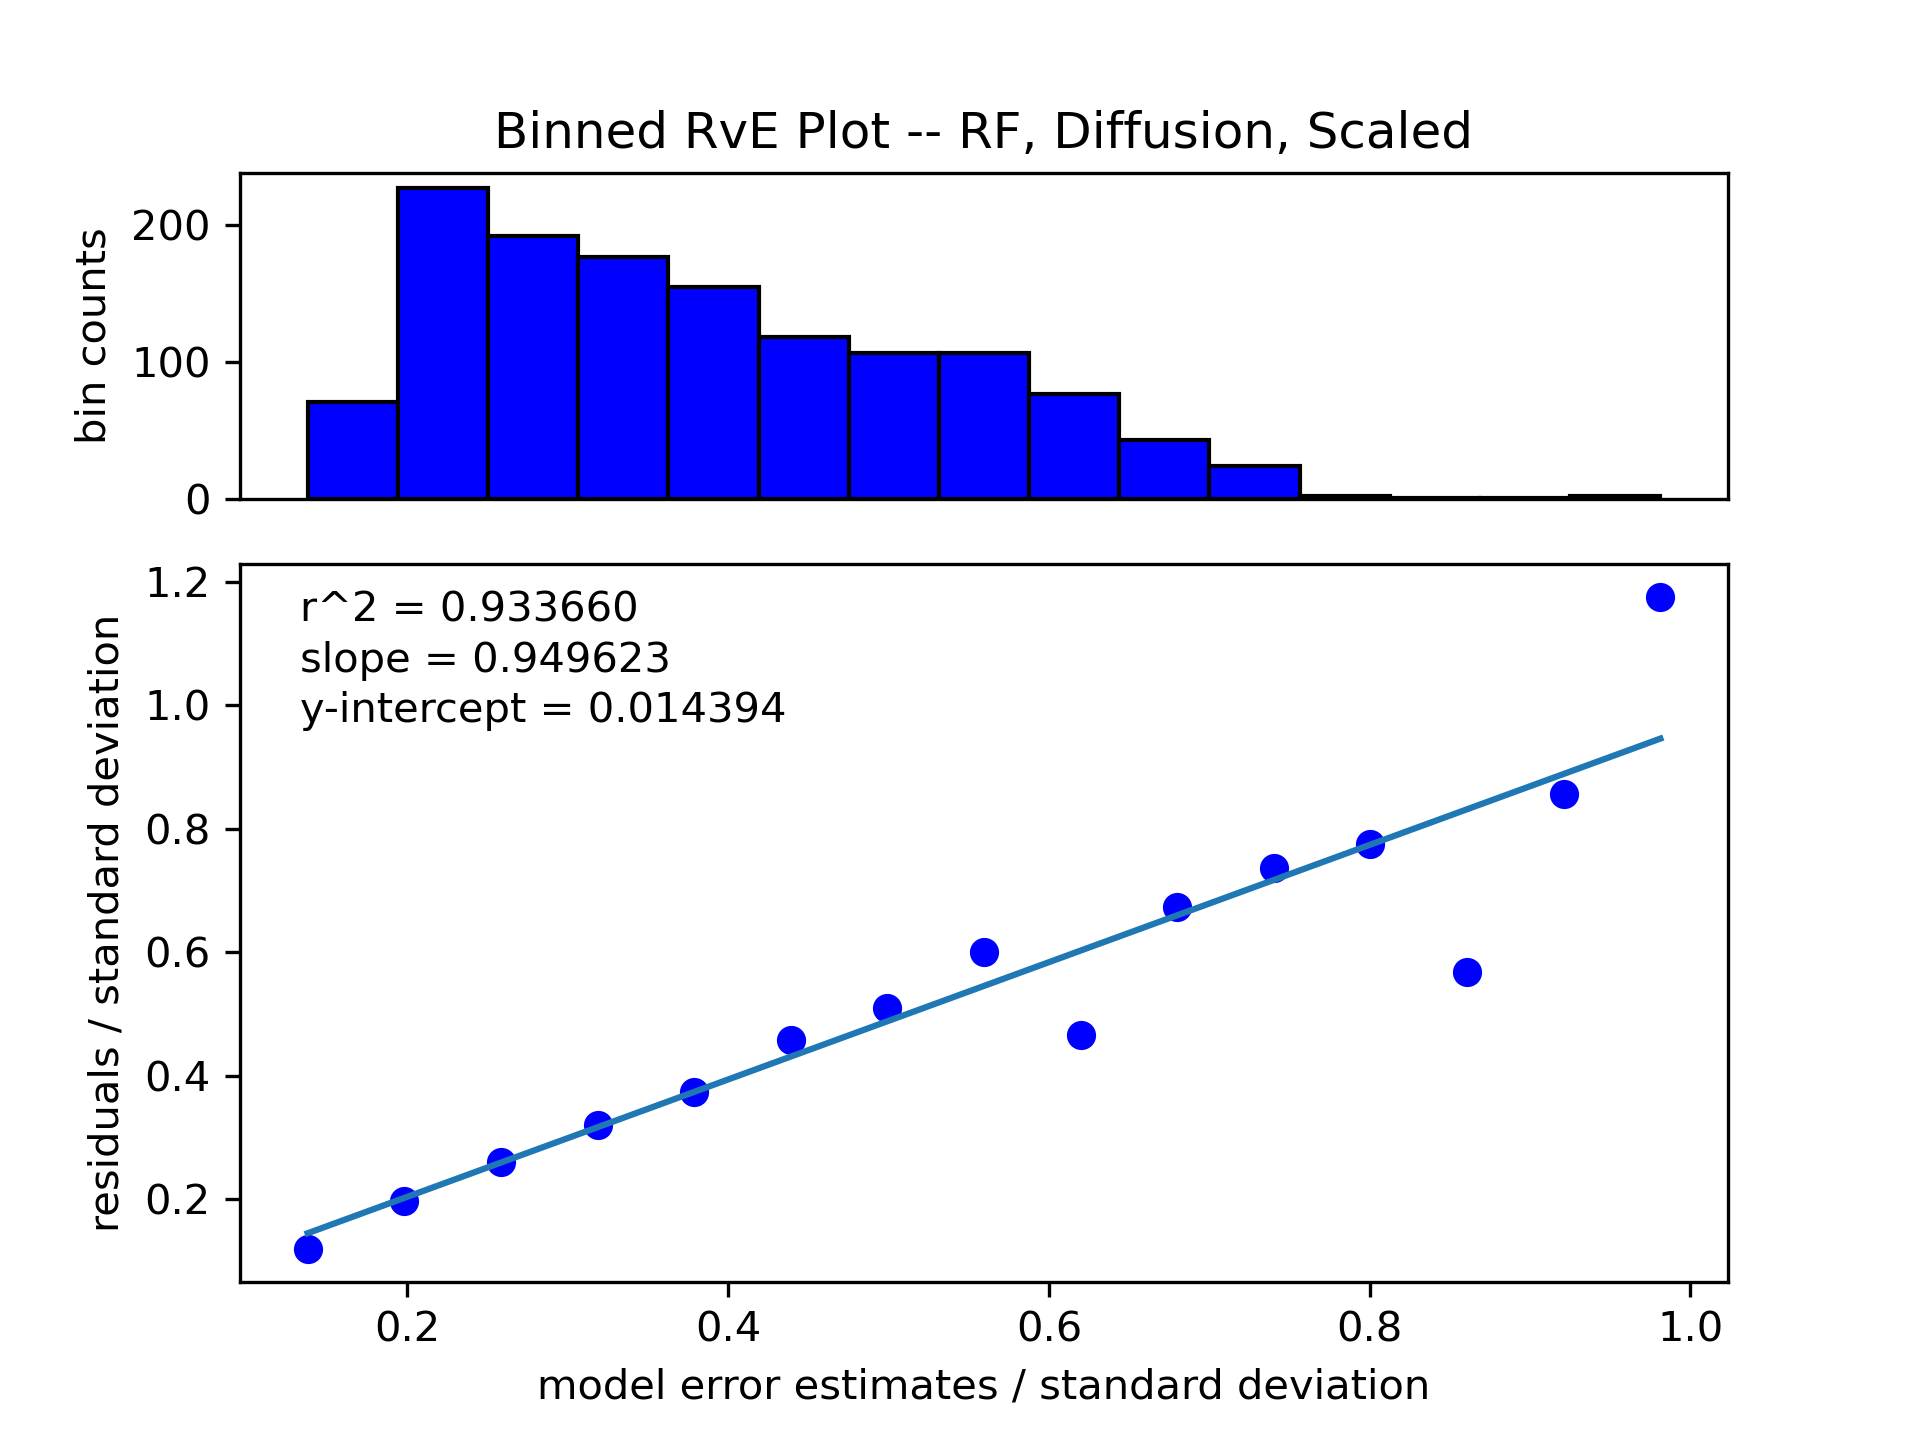 Binned RvE Plot -- RF, Diffusion, Scaled
bin counts
200
100
0
r^2 = 0.933660
slope = 0.949623
y-intercept = 0.014394
residuals / standard deviation
1.2
1.0
0.8
0.6
0.4
0.2
0.2 0.4 0.6 0.8 1.0
model error estimates / standard deviation